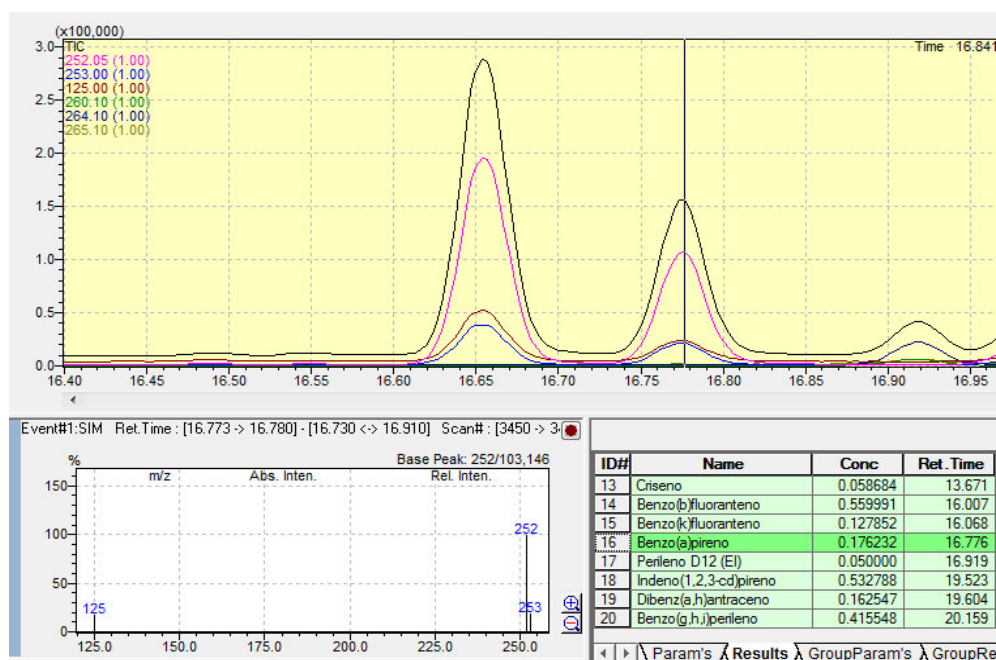 (x100,000)
3.0 TIC Time 16.841
252.05 (1.00)
253.00 (1.00)
2.5 125.00 (1.00)
260.10 (1.00)
264.10 (1.00)
265.10 (1.00)
2.0
1.5
1.0
0.5
0.0
16.40 16.45 16.50 16.55 16.60 16.65 16.70 16.75 16.80 16.85 16.90 16.95
Event#1:SIM Ret.Time : [16.773 -> 16.780] - [16.730 <-> 16.910] Scan# : [3450 -> 3
% Base Peak: 252/103,146
150 m/z Abs. Inten. Rel. Inten.
100 252
50
125 253
0
125.0 150.0 175.0 200.0 225.0 250.0
ID# Name Conc Ret.Time
13 Criseno 0.058684 13.671
14 Benzo(b)fluoranteno 0.559991 16.007
15 Benzo(k)fluoranteno 0.127852 16.068
16 Benzo(a)pireno 0.176232 16.776
17 Perileno D12 (EI) 0.050000 16.919
18 Indeno(1,2,3-cd)pireno 0.532788 19.523
19 Dibenz(a,h)antraceno 0.162547 19.604
20 Benzo(g,h,i)perileno 0.415548 20.159
Param's Results GroupParam's GroupRe